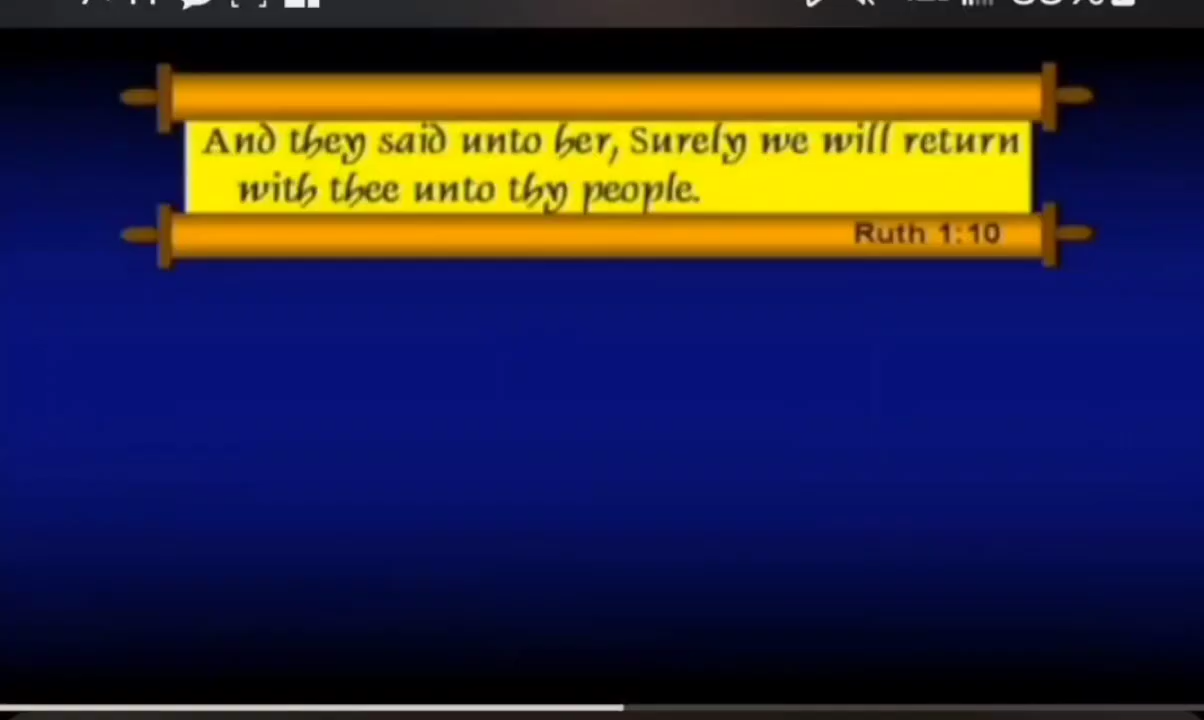 And they said unto her, Surely we will return
with thee unto thy people.
Ruth 1:10